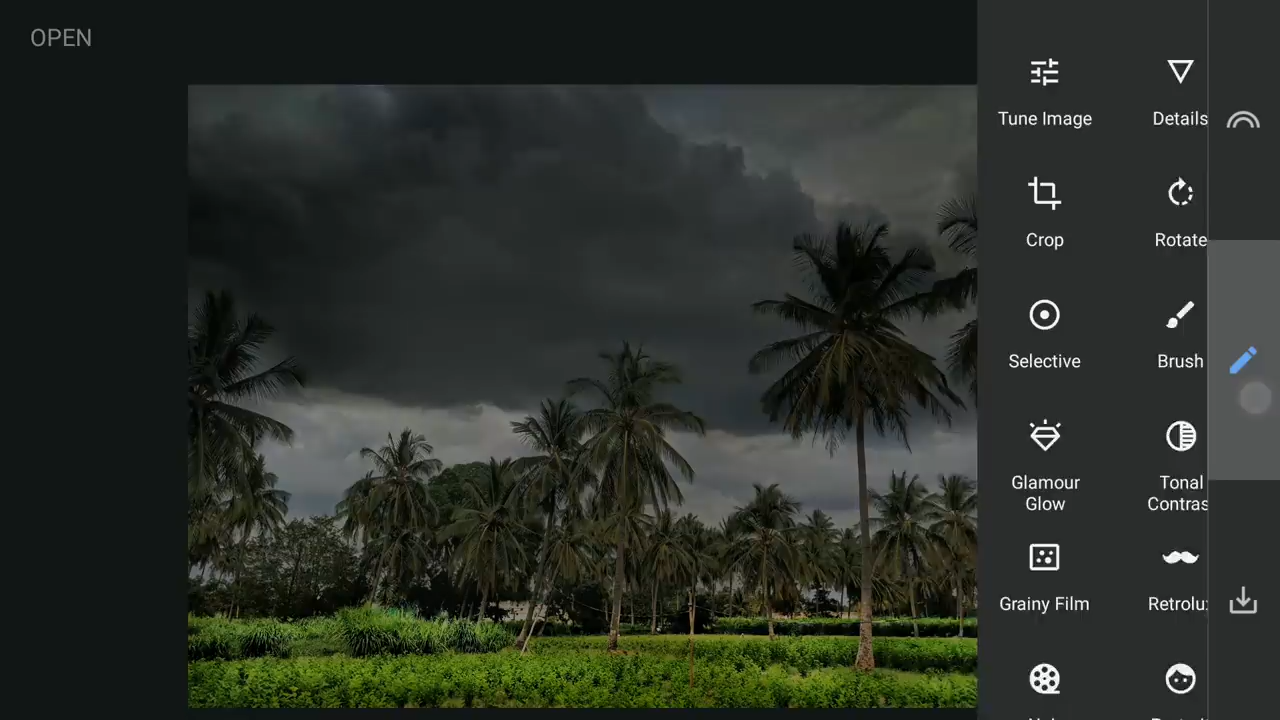 OPEN
Tune Image
Details
Crop
Rotate
Selective
Brush
Glamour
Glow
Tonal
Contras
Grainy Film
Retrolu